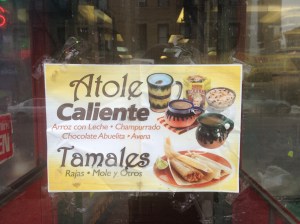 Atole
Caliente
Arroz con Leche • Champurrado
Chocolate Abuelita • Avena
Tamales
Rajas • Mole y Otros